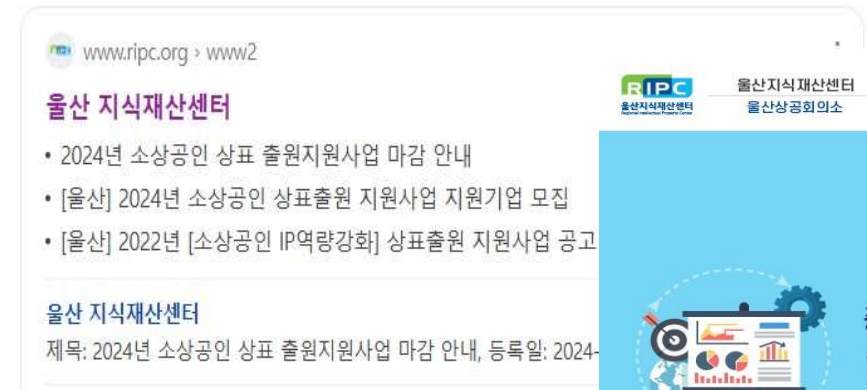 www.ripc.org › www2
울산 지식재산센터
• 2024년 소상공인 상표 출원지원사업 마감 안내
• [울산] 2024년 소상공인 상표출원 지원사업 지원기업 모집
• [울산] 2022년 [소상공인 IP역량강화] 상표출원 지원사업 공고
울산 지식재산센터
제목: 2024년 소상공인 상표 출원지원사업 마감 안내, 등록일: 2024-
RIPC
울산지식재산센터
Regional Intellectual Property Center
울산지식재산센터
울산상공회의소